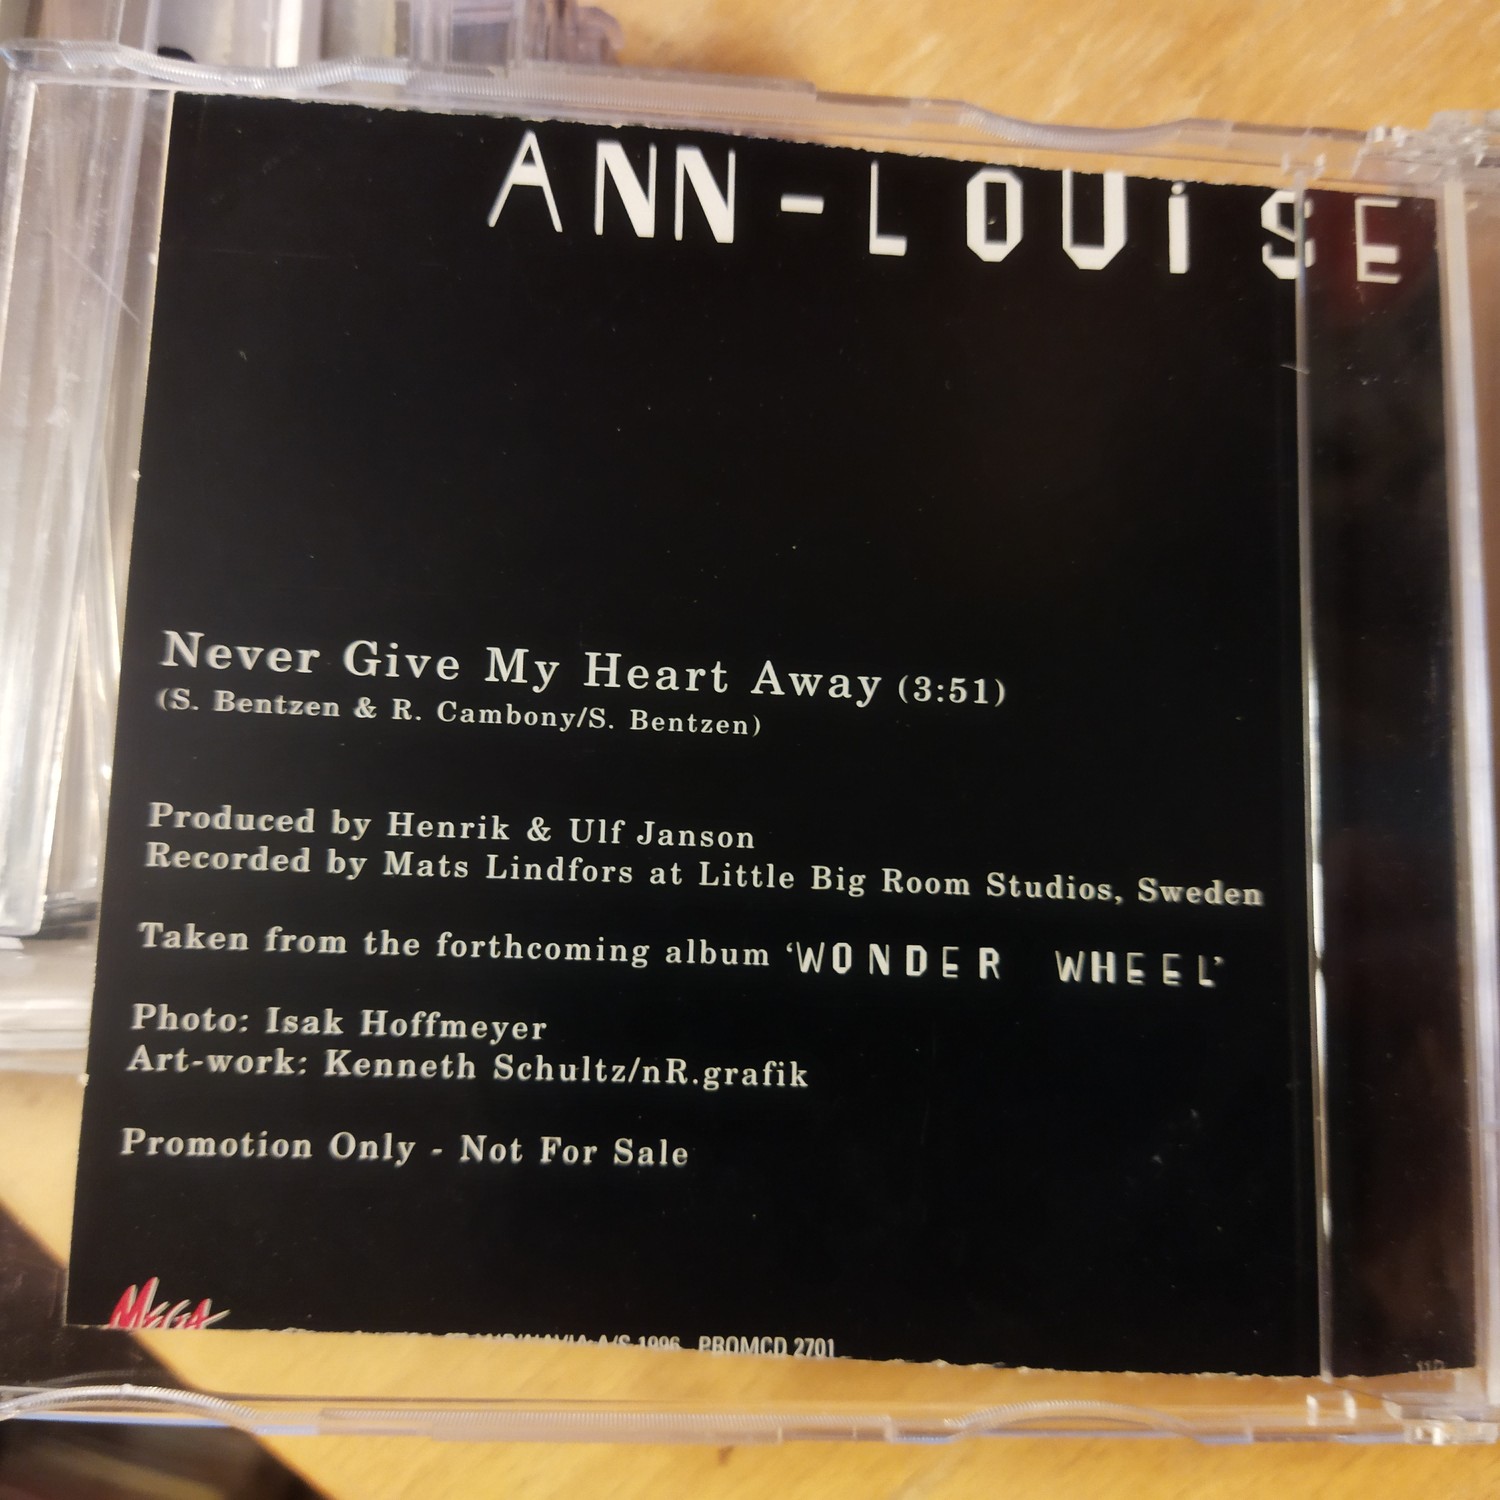 ANN-LOUiSE
Never Give My Heart Away (3:51)
(S. Bentzen & R. Cambony/S. Bentzen)
Produced by Henrik & Ulf Janson
Recorded by Mats Lindfors at Little Big Room Studios, Sweden
Taken from the forthcoming album ‘WONDER WHEEL’
Photo: Isak Hoffmeyer
Art-work: Kenneth Schultz/nR.grafik
Promotion Only - Not For Sale
MEGA
A/S 1996 PROMCD 2701